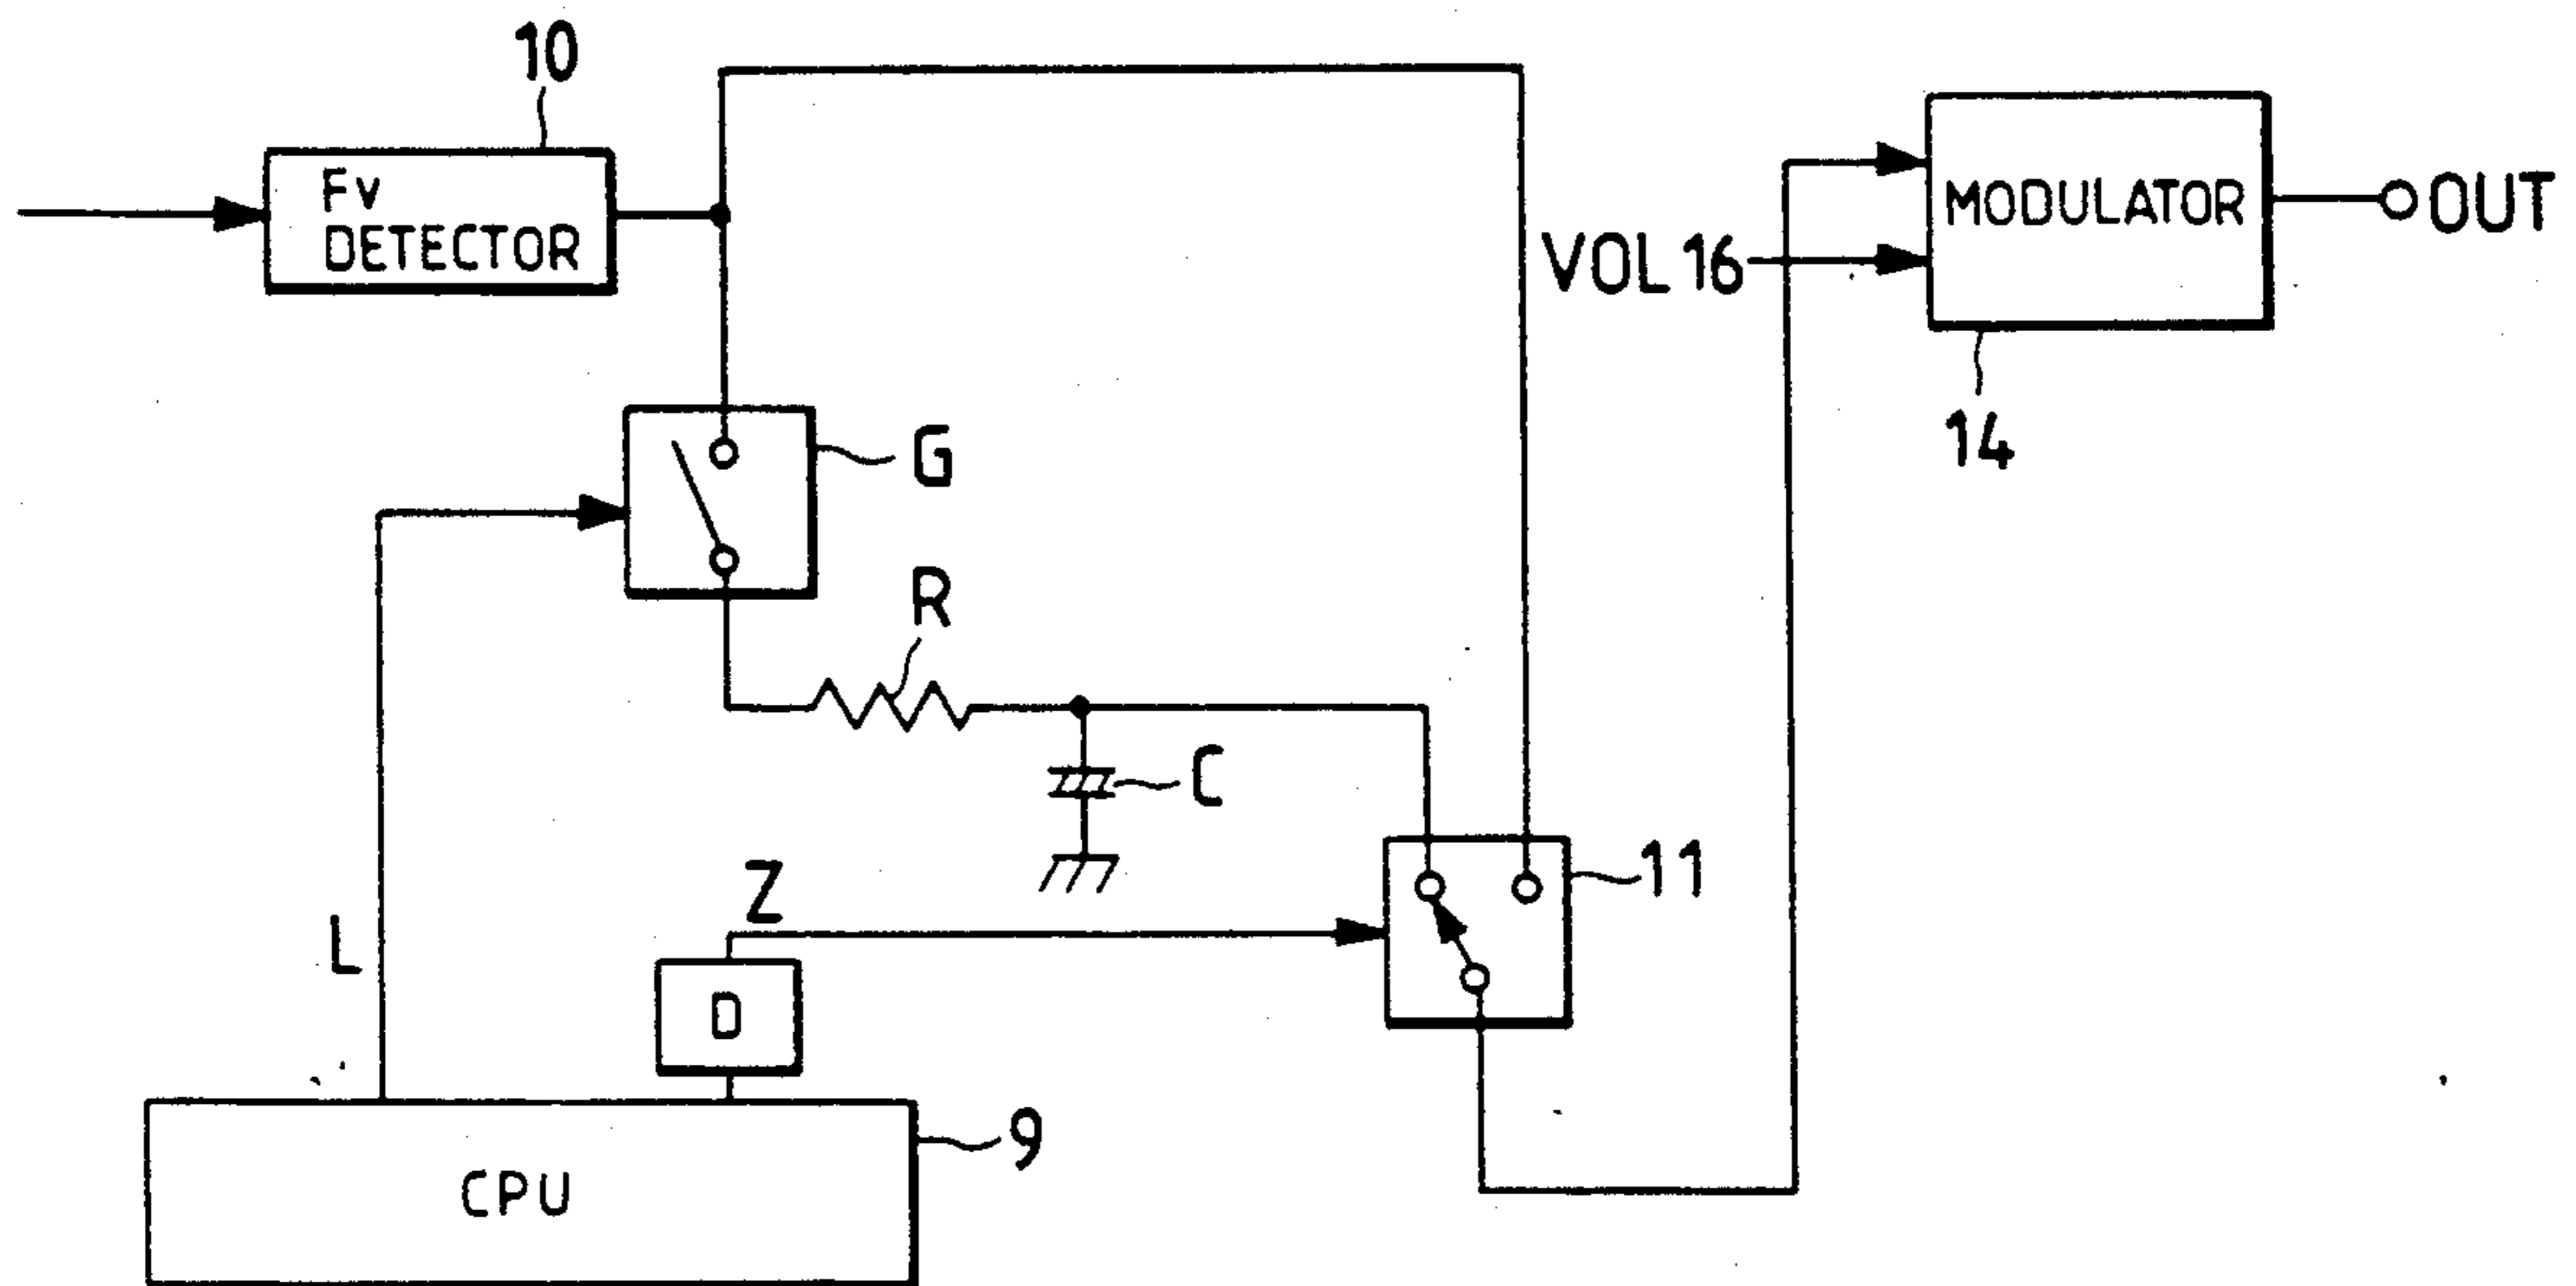 10
Fv
DETECTOR
MODULATOR
OUT
VOL 16
14
G
R
C
11
Z
L
D
9
CPU